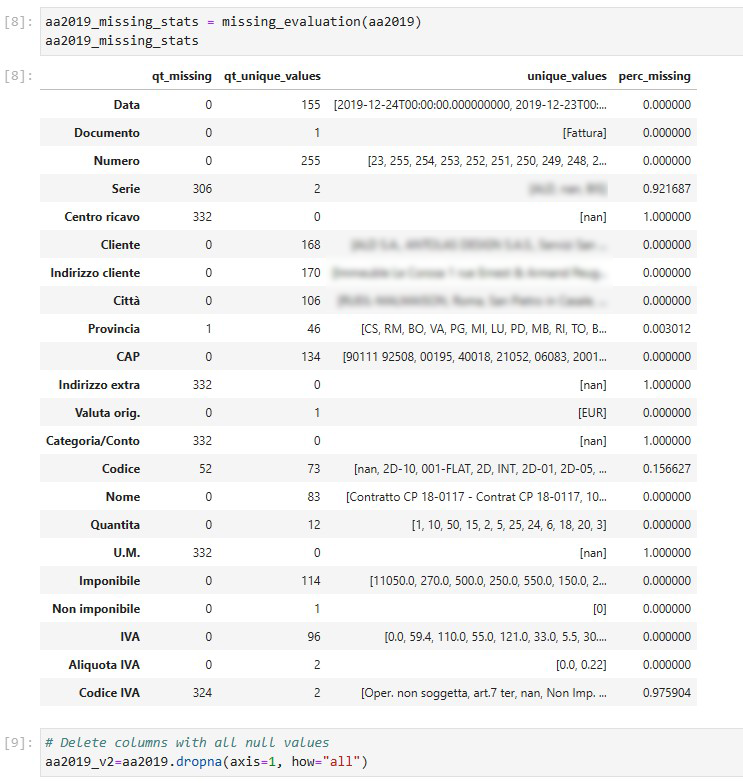 [8]: aa2019_missing_stats = missing_evaluation(aa2019)
aa2019_missing_stats
[8]: qt_missing qt_unique_values unique_values perc_missing
Data 0 155 [2019-12-24T00:00:00.000000000, 2019-12-23T00:... 0.000000
Documento 0 1 [Fattura] 0.000000
Numero 0 255 [23, 255, 254, 253, 252, 251, 250, 249, 248, 2... 0.000000
Serie 306 2 0.921687
Centro ricavo 332 0 [nan] 1.000000
Cliente 0 168 0.000000
Indirizzo cliente 0 170 0.000000
Città 0 106 0.000000
Provincia 1 46 [CS, RM, BO, VA, PG, MI, LU, PD, MB, RI, TO, B... 0.003012
CAP 0 134 [90111 92508, 00195, 40018, 21052, 06083, 2001... 0.000000
Indirizzo extra 332 0 [nan] 1.000000
Valuta orig. 0 1 [EUR] 0.000000
Categoria/Conto 332 0 [nan] 1.000000
Codice 52 73 [nan, 2D-10, 001-FLAT, 2D, INT, 2D-01, 2D-05, ... 0.156627
Nome 0 83 [Contratto CP 18-0117 - Contrat CP 18-0117, 10... 0.000000
Quantita 0 12 [1, 10, 50, 15, 2, 5, 25, 24, 6, 18, 20, 3] 0.000000
U.M. 332 0 [nan] 1.000000
Imponibile 0 114 [11050.0, 270.0, 500.0, 250.0, 550.0, 150.0, 2... 0.000000
Non imponibile 0 1 [0] 0.000000
IVA 0 96 [0.0, 59.4, 110.0, 55.0, 121.0, 33.0, 5.5, 30.... 0.000000
Aliquota IVA 0 2 [0.0, 0.22] 0.000000
Codice IVA 324 2 [Oper. non soggetta, art.7 ter, nan, Non Imp. ... 0.975904
[9]: # Delete columns with all null values
aa2019_v2=aa2019.dropna(axis=1, how="all")